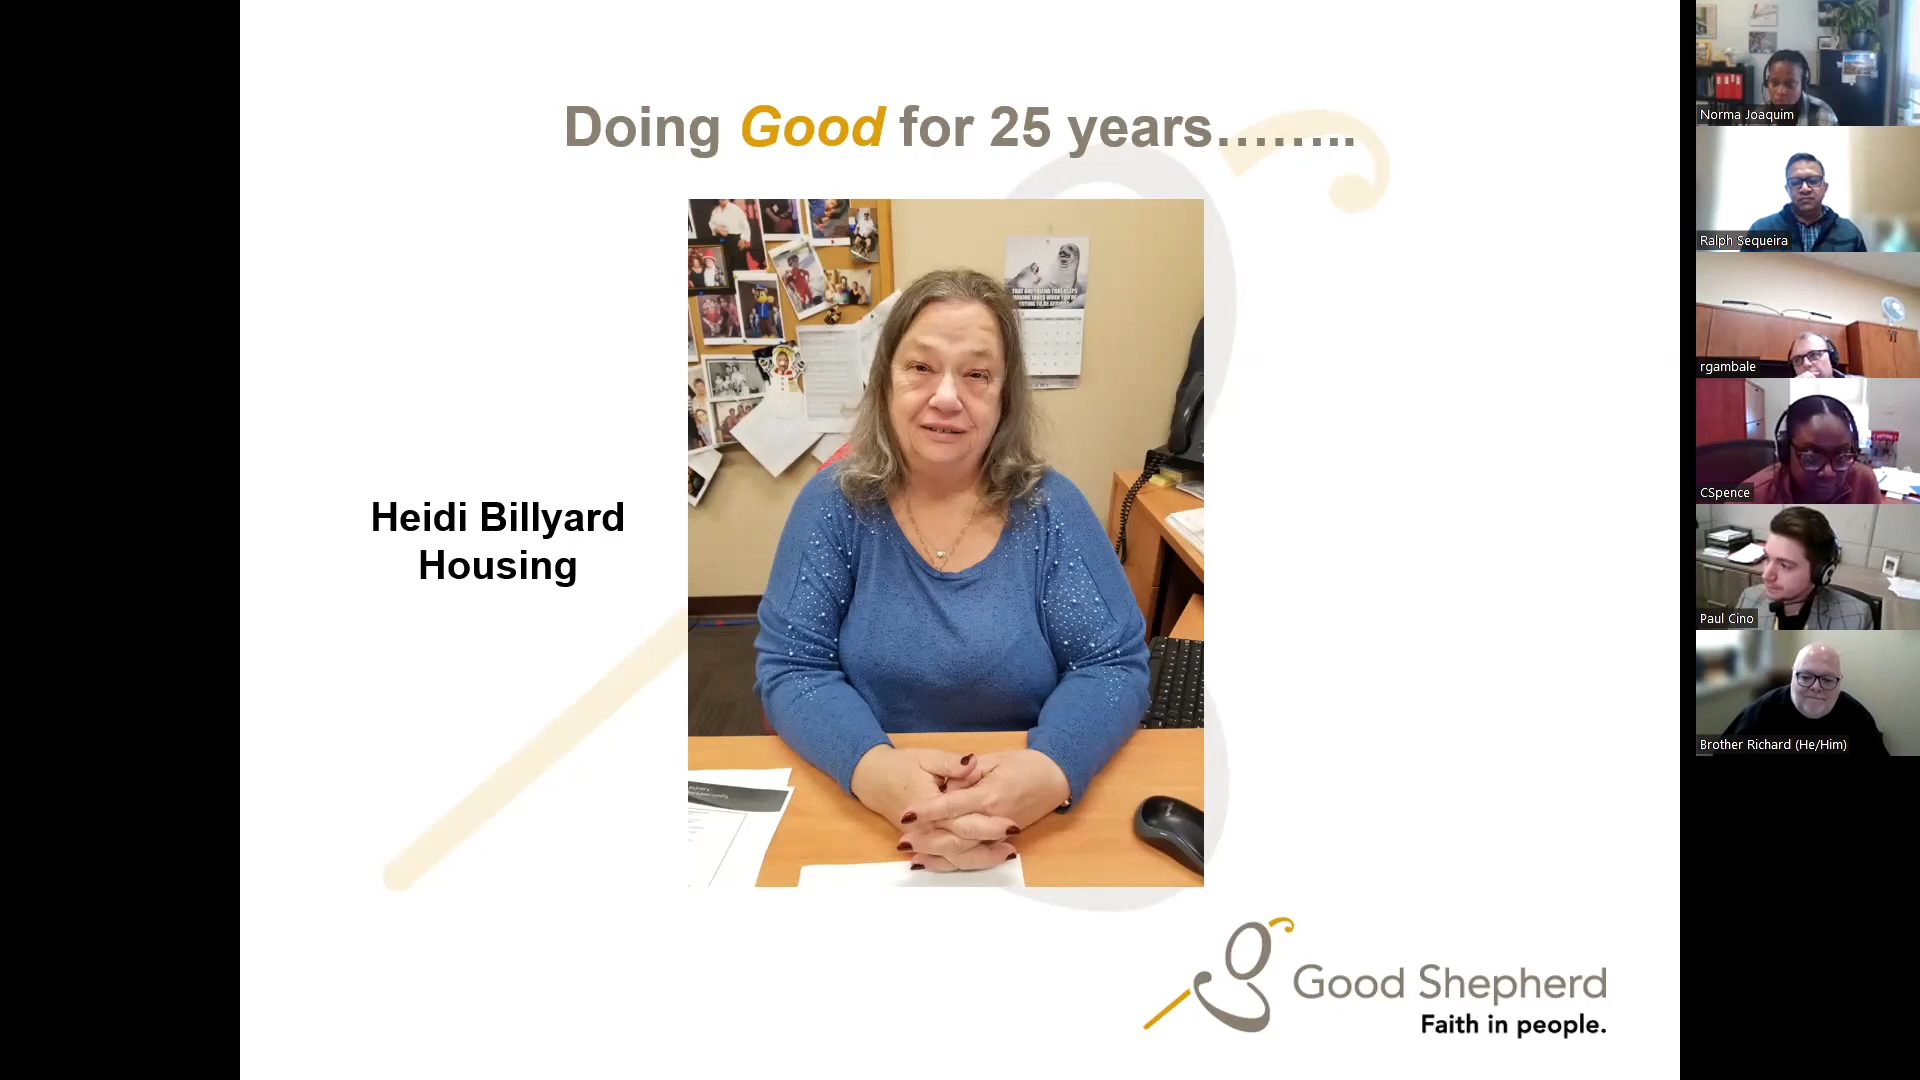 Doing Good for 25 years........
Heidi Billyard
Housing
Good Shepherd
Faith in people.
Norma Joaquim
Ralph Sequeira
rgambale
CSpence
Paul Cino
Brother Richard (He/Him)